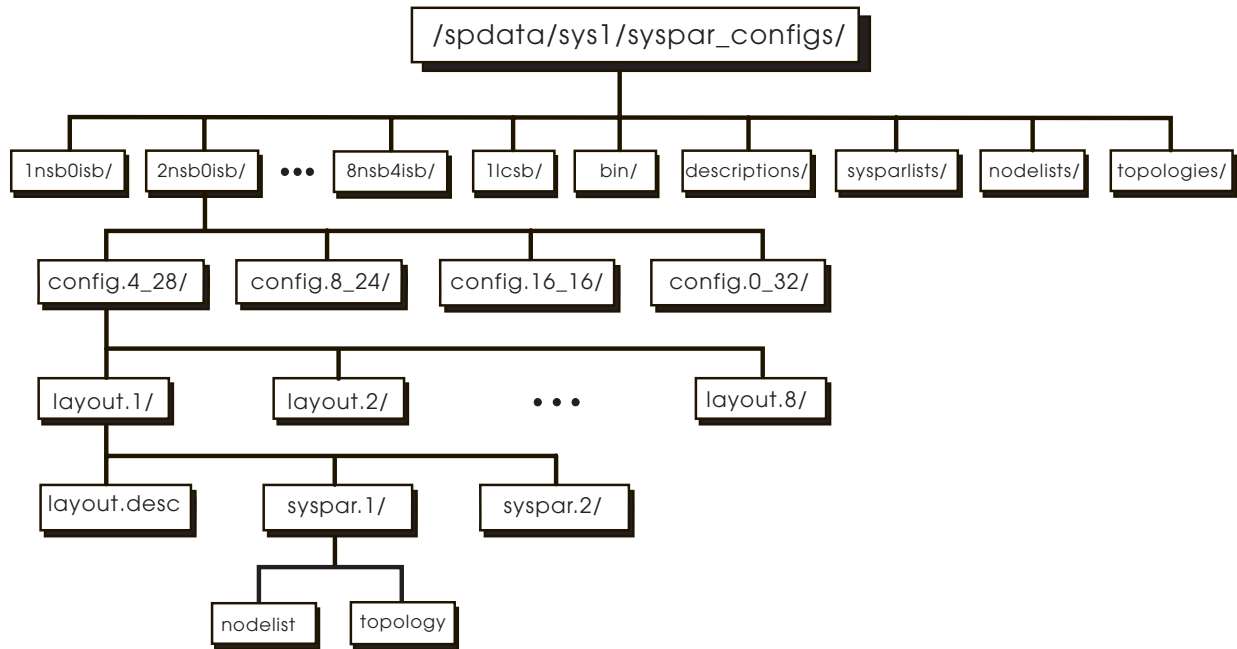 /spdata/sys1/syspar_configs/
1nsb0isb/ 2nsb0isb/ ••• 8nsb4isb/ 1lcsb/ bin/ descriptions/ sysparlists/ nodelists/ topologies/
config.4_28/ config.8_24/ config.16_16/ config.0_32/
layout.1/ layout.2/ ••• layout.8/
layout.desc syspar.1/ syspar.2/
nodelist topology